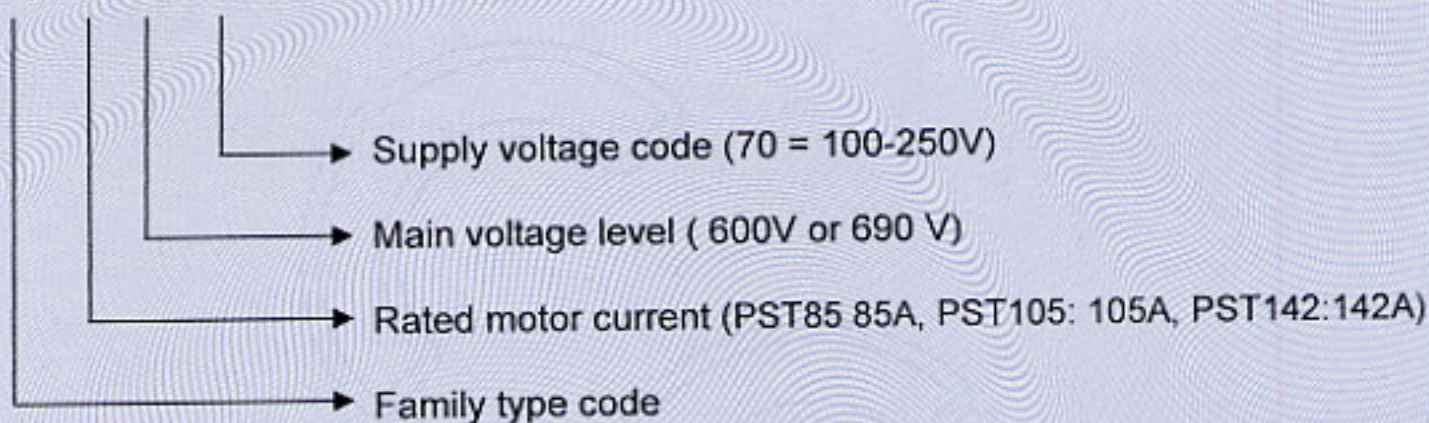 Supply voltage code (70 = 100-250V)
Main voltage level ( 600V or 690 V)
Rated motor current (PST85 85A, PST105: 105A, PST142:142A)
Family type code